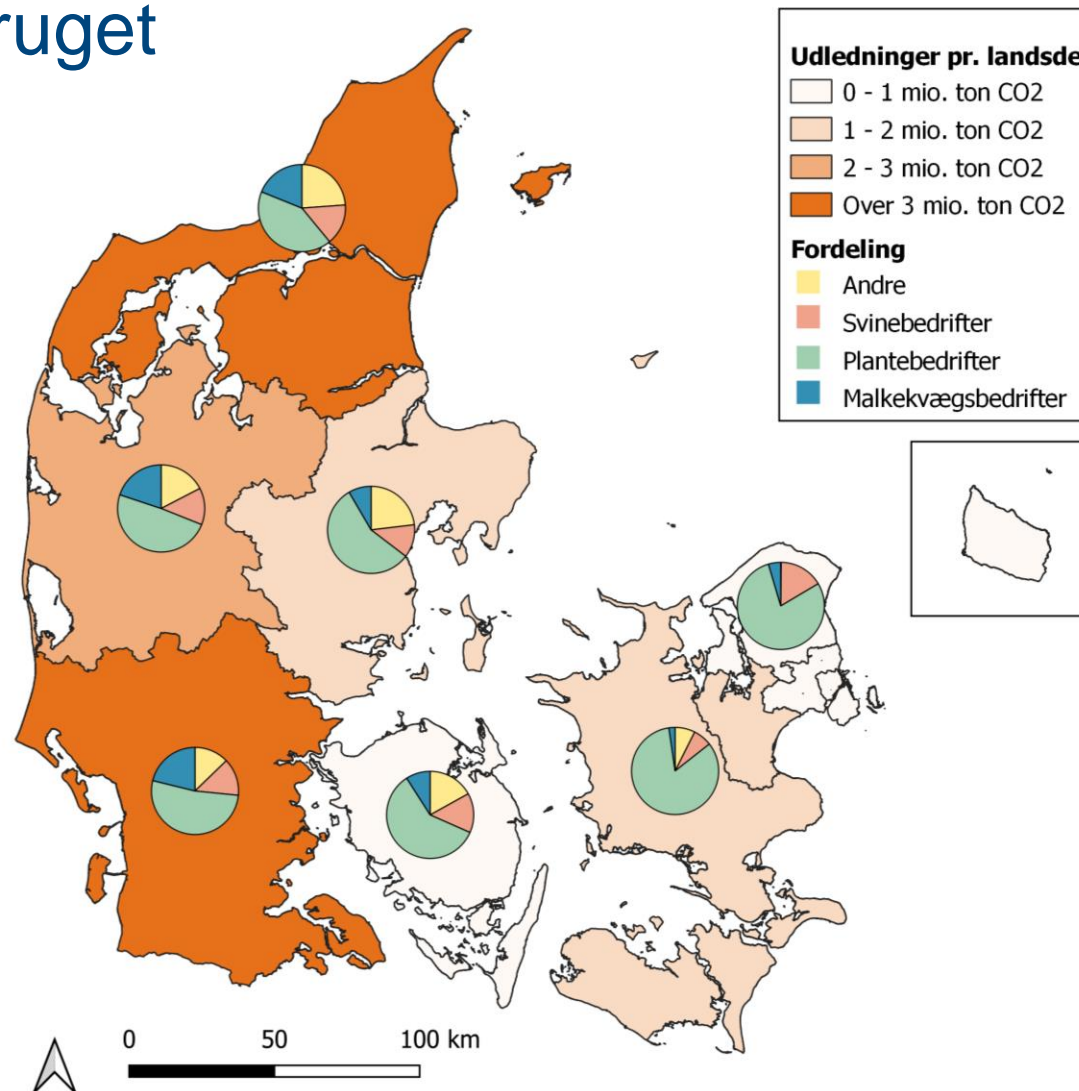 ruget
Udledninger pr. landsde
0 - 1 mio. ton CO2
1 - 2 mio. ton CO2
2 - 3 mio. ton CO2
Over 3 mio. ton CO2
Fordeling
Andre
Svinebedrifter
Plantebedrifter
Malkekvægsbedrifter
0 50 100 km